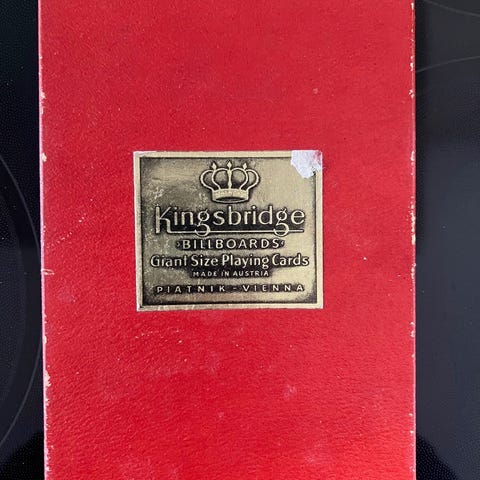 Kingsbridge
·BILLBOARDS·
Giant Size Playing Cards
MADE IN AUSTRIA
PIATNIK - VIENNA